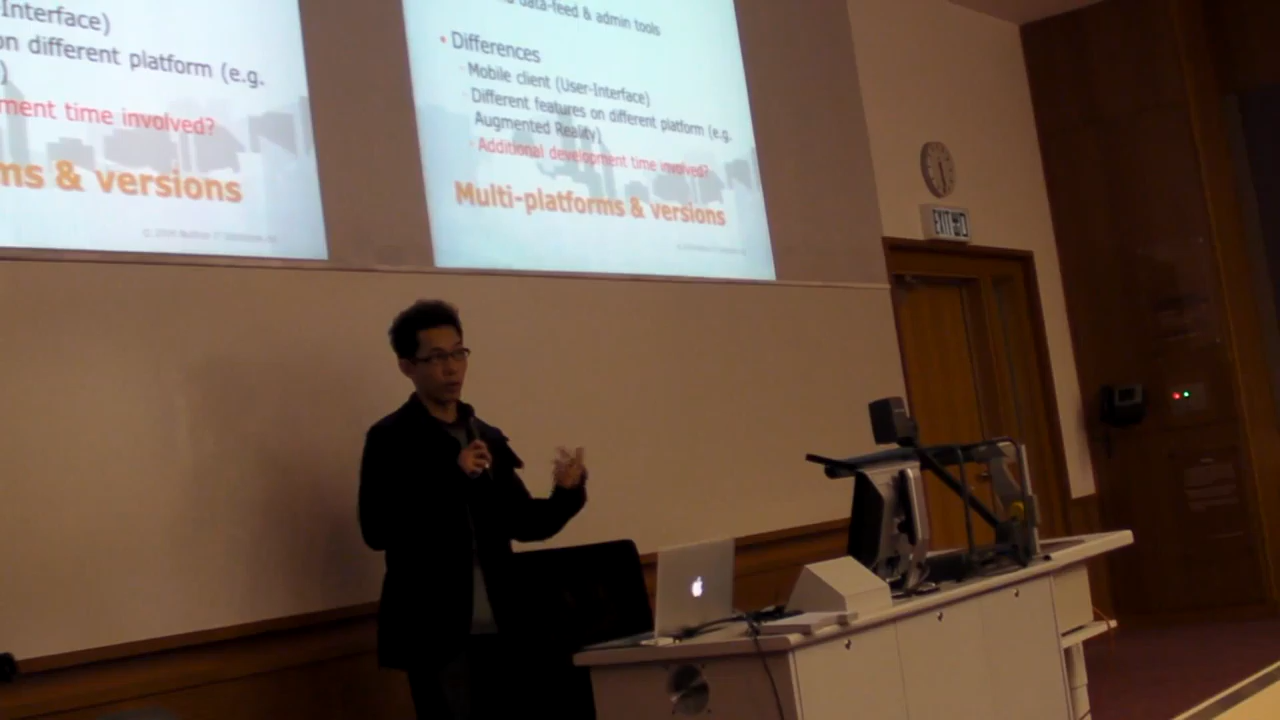 -Interface)
on different platform (e.g.
)
ment time involved?
ms & versions
data-feed & admin tools
• Differences
Mobile client (User-Interface)
Different features on different platform (e.g.
Augmented Reality)
Additional development time involved?
Multi-platforms & versions
EXIT